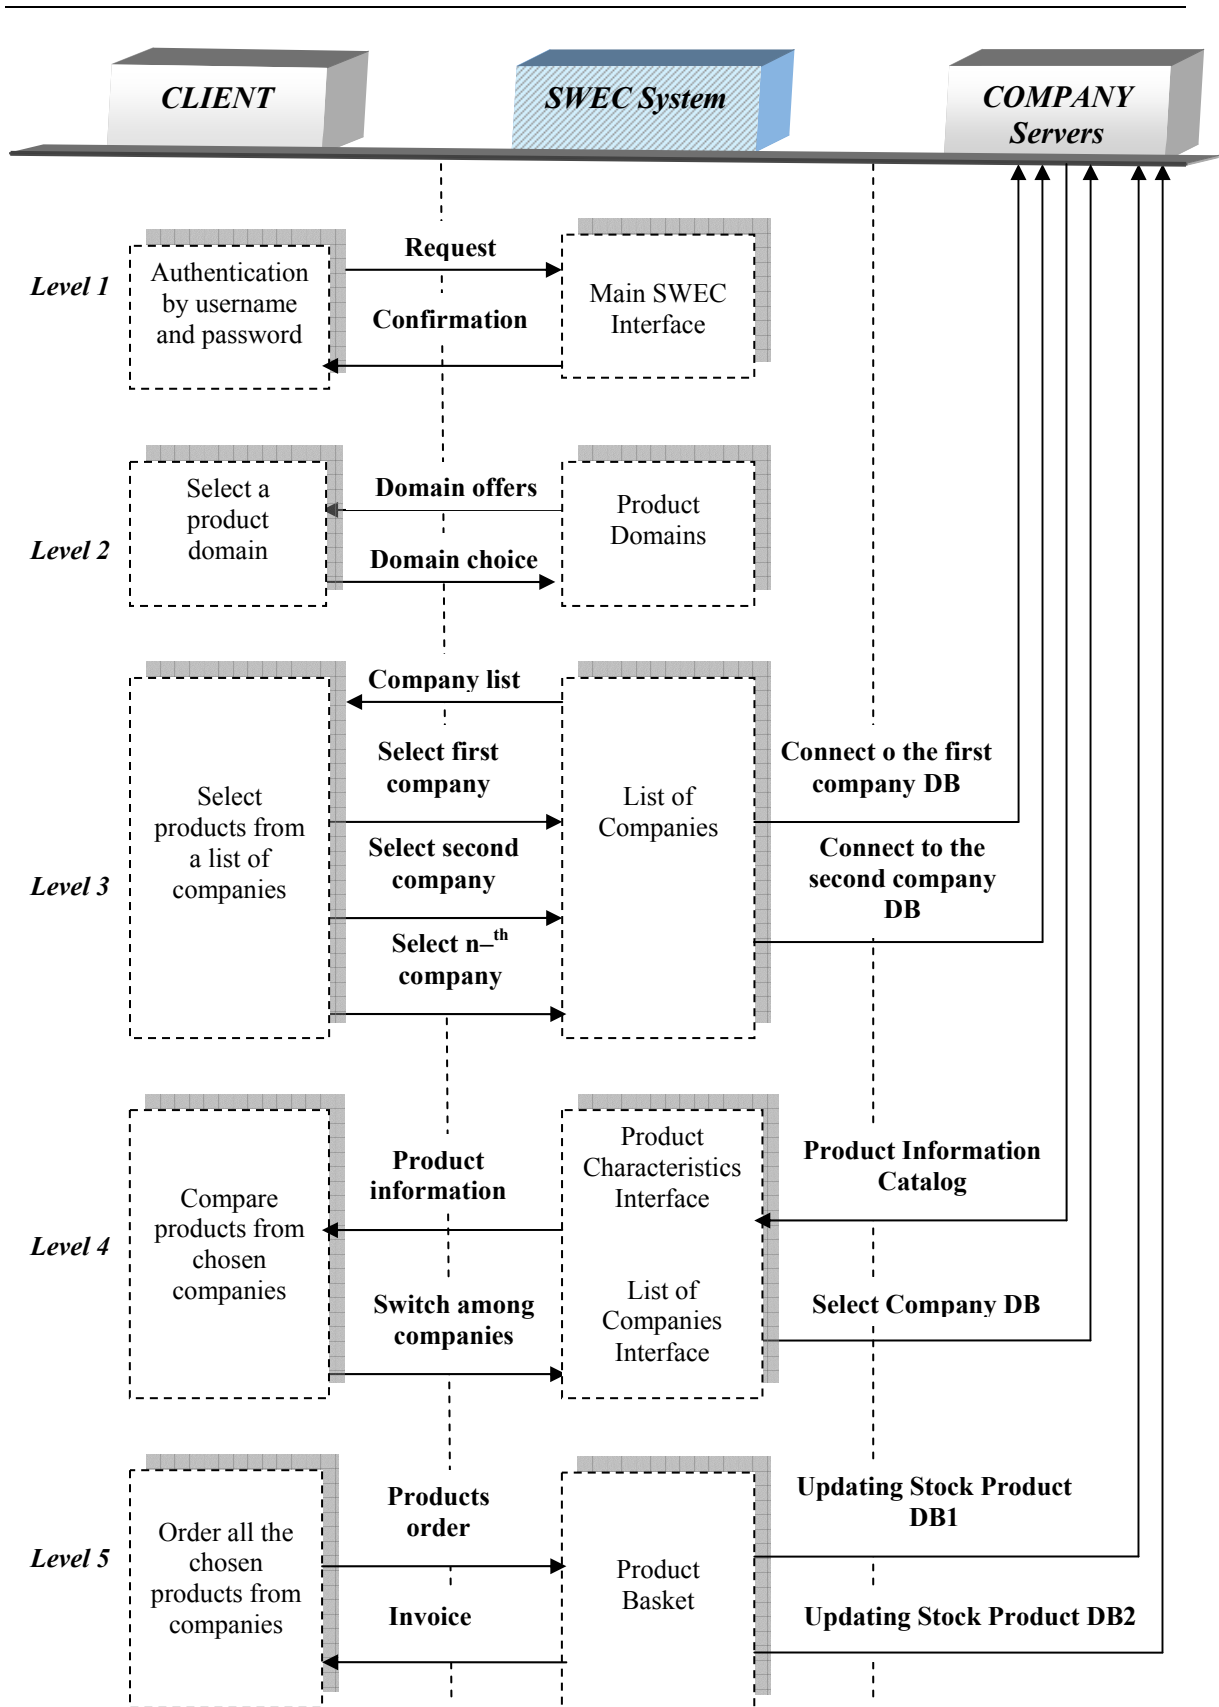 CLIENT
SWEC System
COMPANY
Servers
Level 1
Authentication
by username
and password
Request
Confirmation
Main SWEC
Interface
Level 2
Select a
product
domain
Domain offers
Domain choice
Product
Domains
Level 3
Select
products from
a list of
companies
Company list
Select first
company
Select second
company
Select n–th
company
List of
Companies
Connect o the first
company DB
Connect to the
second company
DB
Level 4
Compare
products from
chosen
companies
Product
information
Switch among
companies
Product
Characteristics
Interface
List of
Companies
Interface
Product Information
Catalog
Select Company DB
Level 5
Order all the
chosen
products from
companies
Products
order
Invoice
Product
Basket
Updating Stock Product
DB1
Updating Stock Product DB2